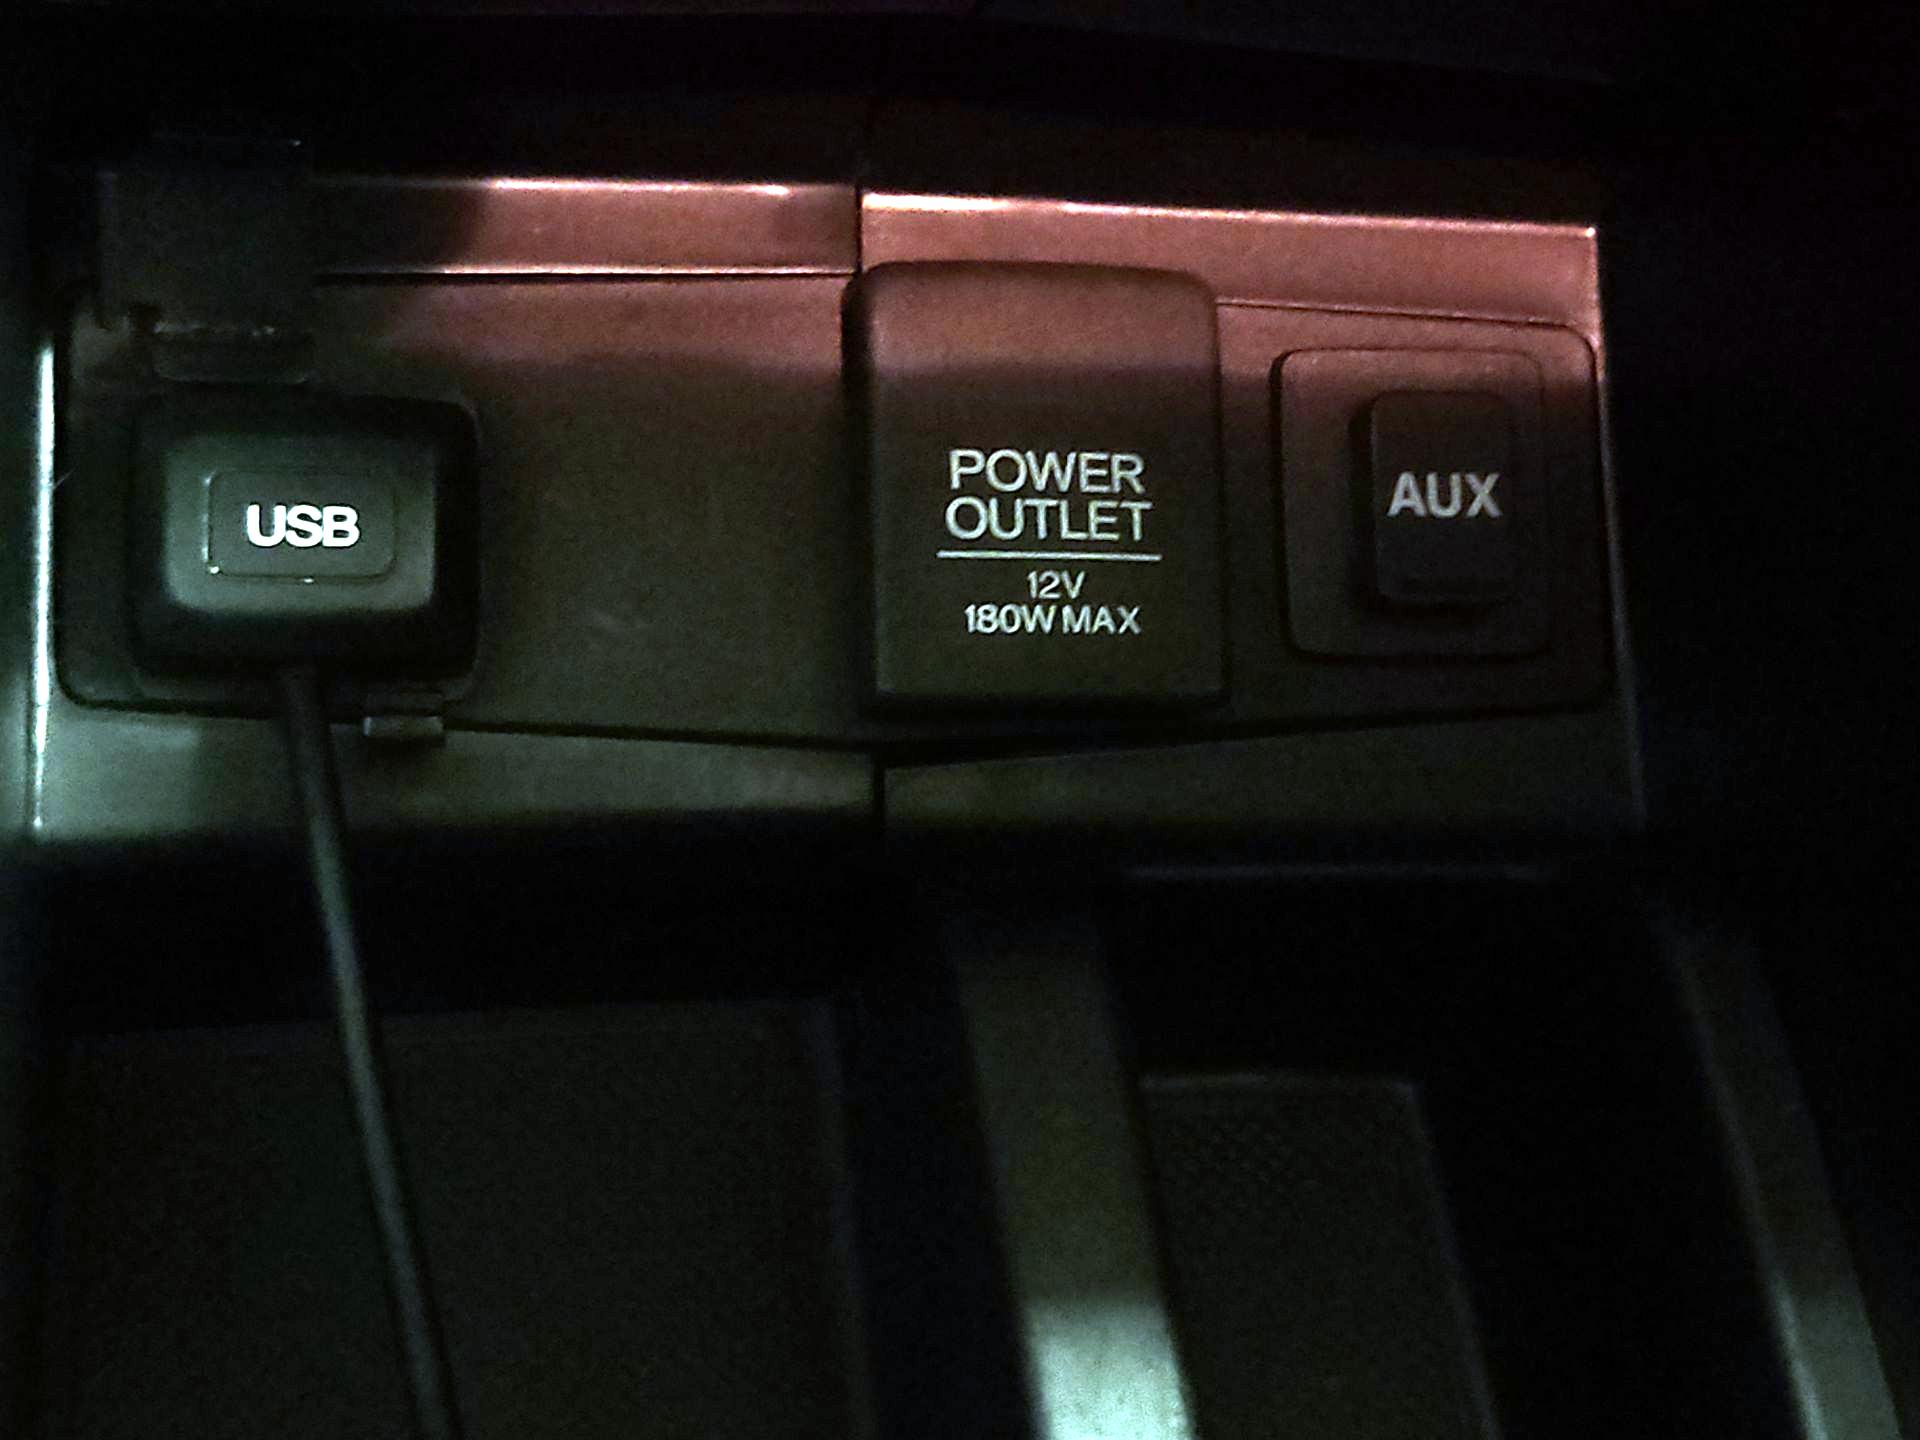 USB
POWER
OUTLET
12V
180W MAX
AUX